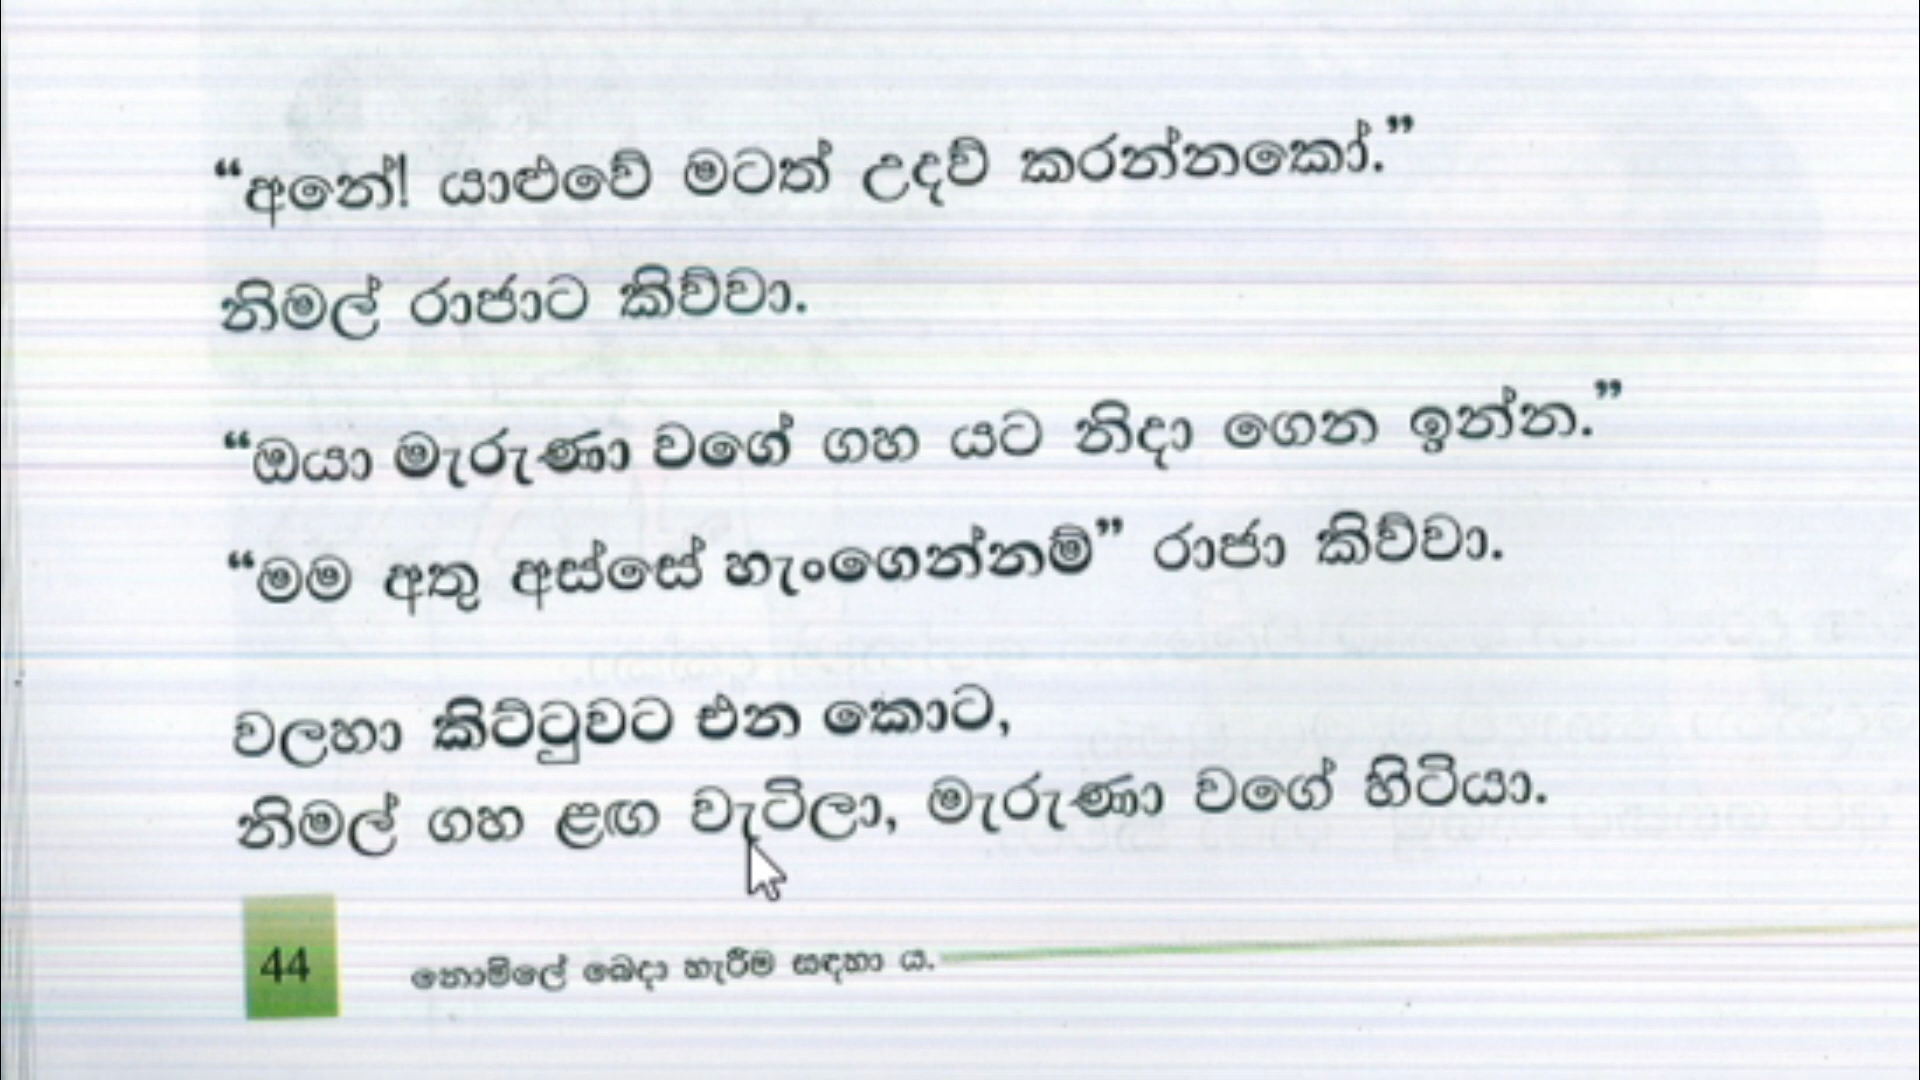 “අනේ! යාළුවේ මටත් උදව් කරන්නකෝ.”
නිමල් රාජාට කිව්වා.
“ඔයා මැරුණා වගේ ගහ යට නිදා ගෙන ඉන්න.”
“මම අතු අස්සේ හැංගෙන්නම්” රාජා කිව්වා.
වලහා කිට්ටුවට එන කොට,
නිමල් ගහ ළඟ වැටිලා, මැරුණා වගේ හිටියා.
44
නොමිලේ බෙදා හැරීම සඳහා ය.